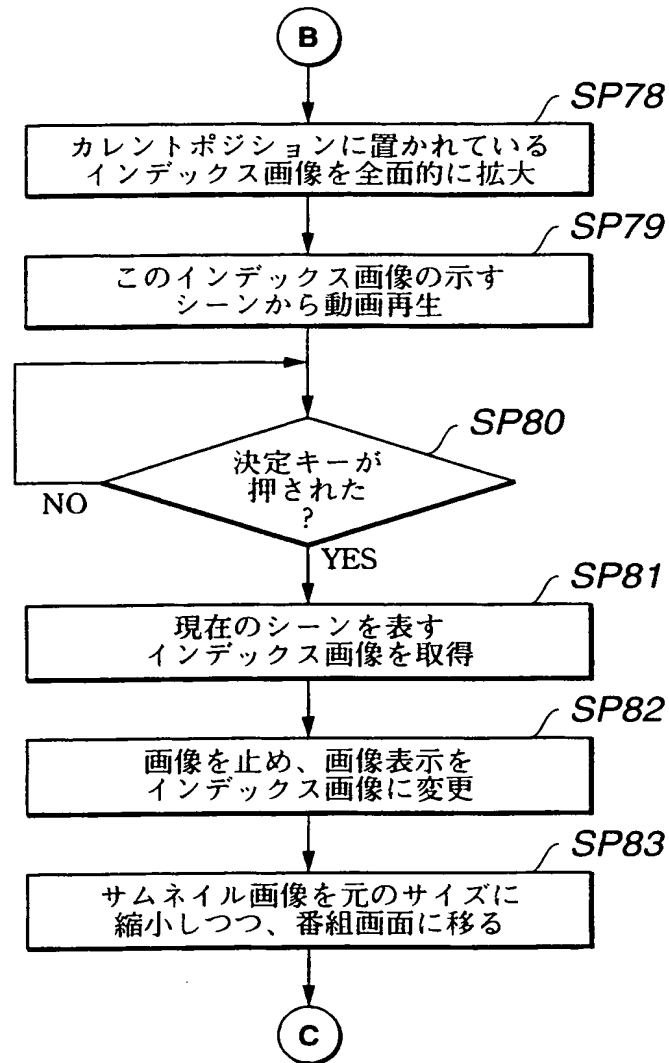 B
SP78
カレントポジションに置かれている
インデックス画像を全面的に拡大
SP79
このインデックス画像の示す
シーンから動画再生
SP80
決定キーが
押された
?
NO
YES
SP81
現在のシーンを表す
インデックス画像を取得
SP82
画像を止め、画像表示を
インデックス画像に変更
SP83
サムネイル画像を元のサイズに
縮小しつつ、番組画面に移る
C